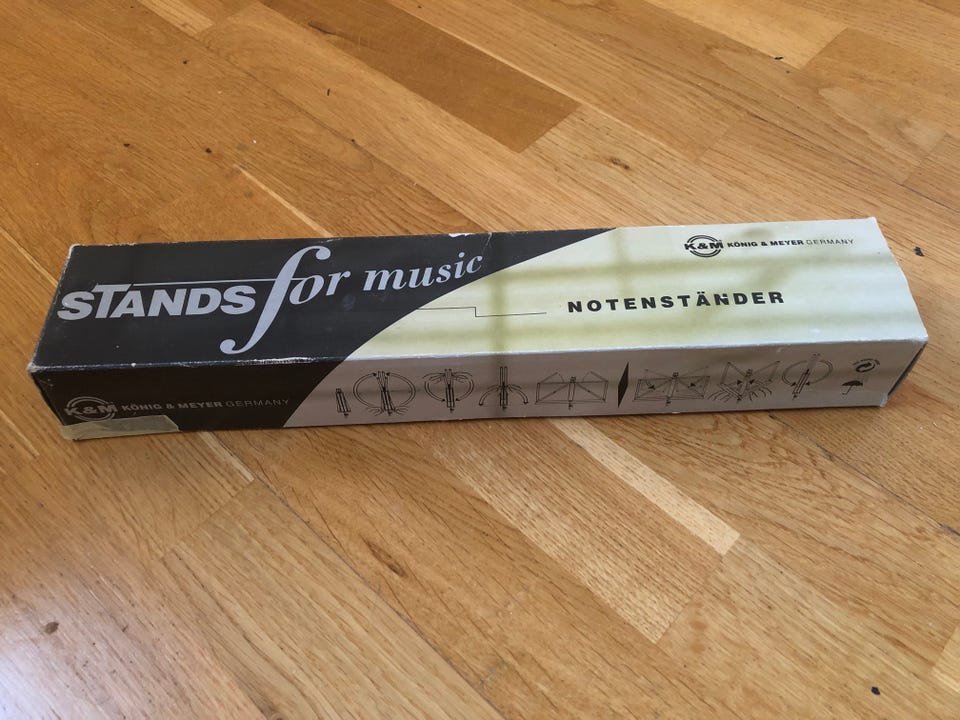 STANDS for music
K&M KÖNIG & MEYER GERMANY
NOTENSTÄNDER
K&M KÖNIG & MEYER GERMANY